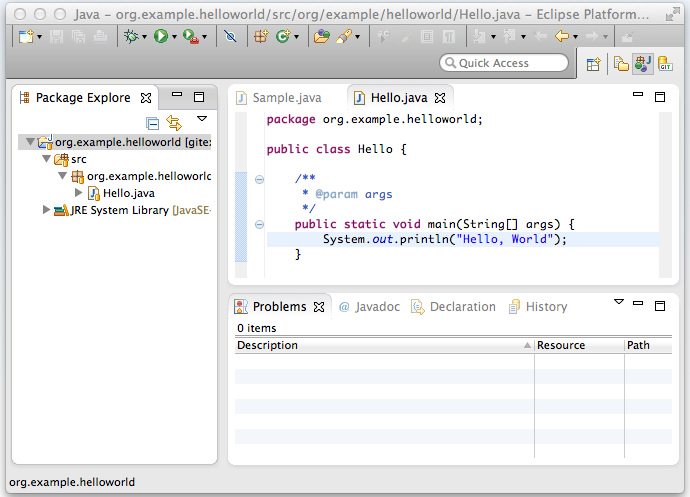 Java – org.example.helloworld/src/org/example/helloworld/Hello.java – Eclipse Platform…
Quick Access
GIT
Package Explore
org.example.helloworld [gitex
src
org.example.helloworld
Hello.java
JRE System Library [JavaSE-
Sample.java
Hello.java
package org.example.helloworld;
public class Hello {
/**
* @param args
*/
public static void main(String[] args) {
System.out.println("Hello, World");
}
Problems
@ Javadoc
Declaration
History
0 items
Description Resource Path
org.example.helloworld